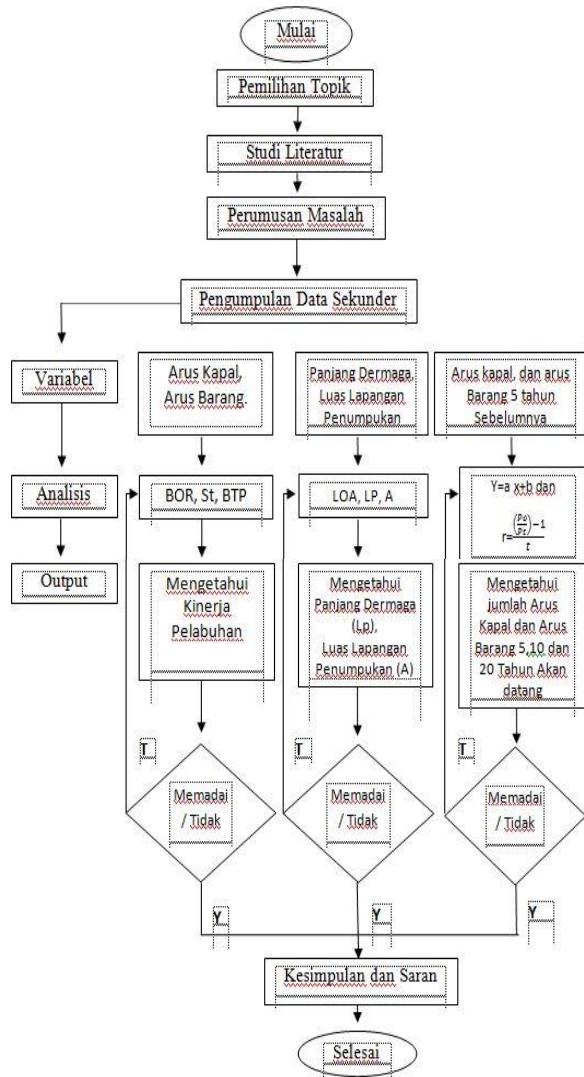 Mulai
Pemilihan Topik
Studi Literatur
Perumusan Masalah
Pengumpulan Data Sekunder
Variabel
Arus Kapal,
Arus Barang.
Panjang Dermaga,
Luas Lapangan
Penumpukan
Arus kapal, dan arus
Barang 5 tahun
Sebelumnya
Analisis
BOR, St, BTP
LOA, LP, A
Y=a x+b dan
r=((Po/Pt)−1)/t
Output
Mengetahui
Kinerja
Pelabuhan
Mengetahui
Panjang Dermaga
(Lp),
Luas Lapangan
Penumpukan (A)
Mengetahui
jumlah Arus
Kapal dan Arus
Barang 5,10 dan
20 Tahun Akan
datang
T
Memadai
/ Tidak
Y
T
Memadai
/ Tidak
Y
T
Memadai
/ Tidak
Y
Kesimpulan dan Saran
Selesai